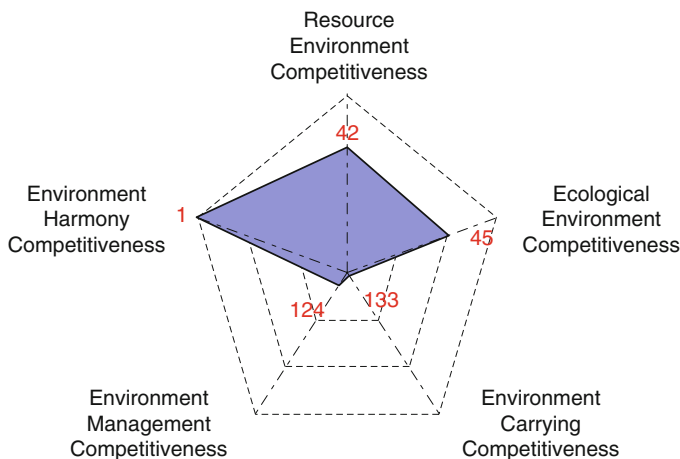 Resource
Environment
Competitiveness
42
Environment
Harmony
Competitiveness
1
Ecological
Environment
Competitiveness
45
124
133
Environment
Management
Competitiveness
Environment
Carrying
Competitiveness